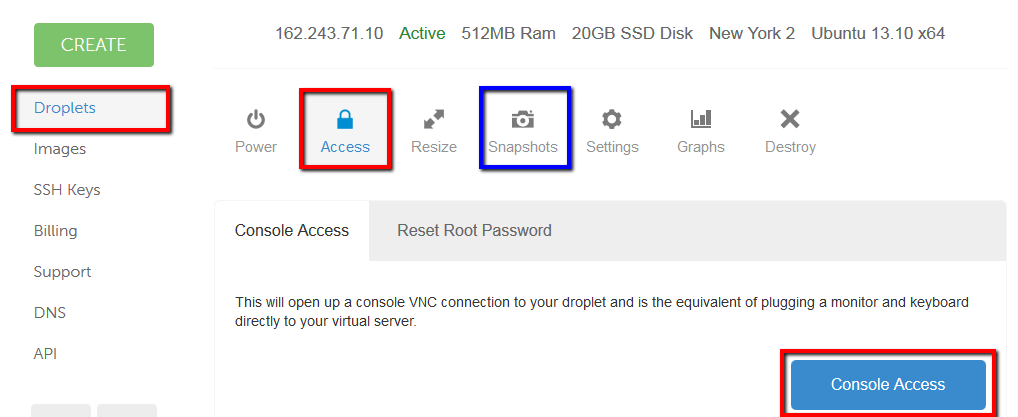 CREATE
162.243.71.10 Active 512MB Ram 20GB SSD Disk New York 2 Ubuntu 13.10 x64
Droplets
Images
SSH Keys
Billing
Support
DNS
API
Power Access Resize Snapshots Settings Graphs Destroy
Console Access Reset Root Password
This will open up a console VNC connection to your droplet and is the equivalent of plugging a monitor and keyboard
directly to your virtual server.
Console Access